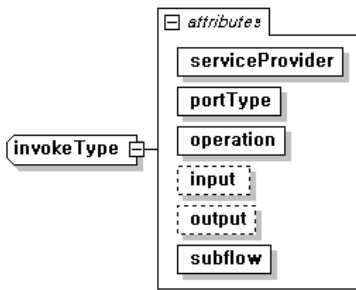 attributes
serviceProvider
portType
invokeType
operation
input
output
subflow